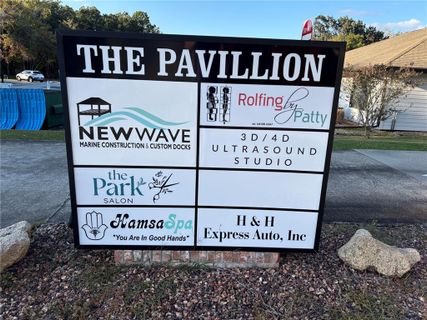 THE PAVILLION
NEWWAVE
MARINE CONSTRUCTION & CUSTOM DOCKS
Rolfing by Patty
3D/4D
ULTRASOUND
STUDIO
the
Park
SALON
HamsaSpa
"You Are In Good Hands"
H & H
Express Auto, Inc